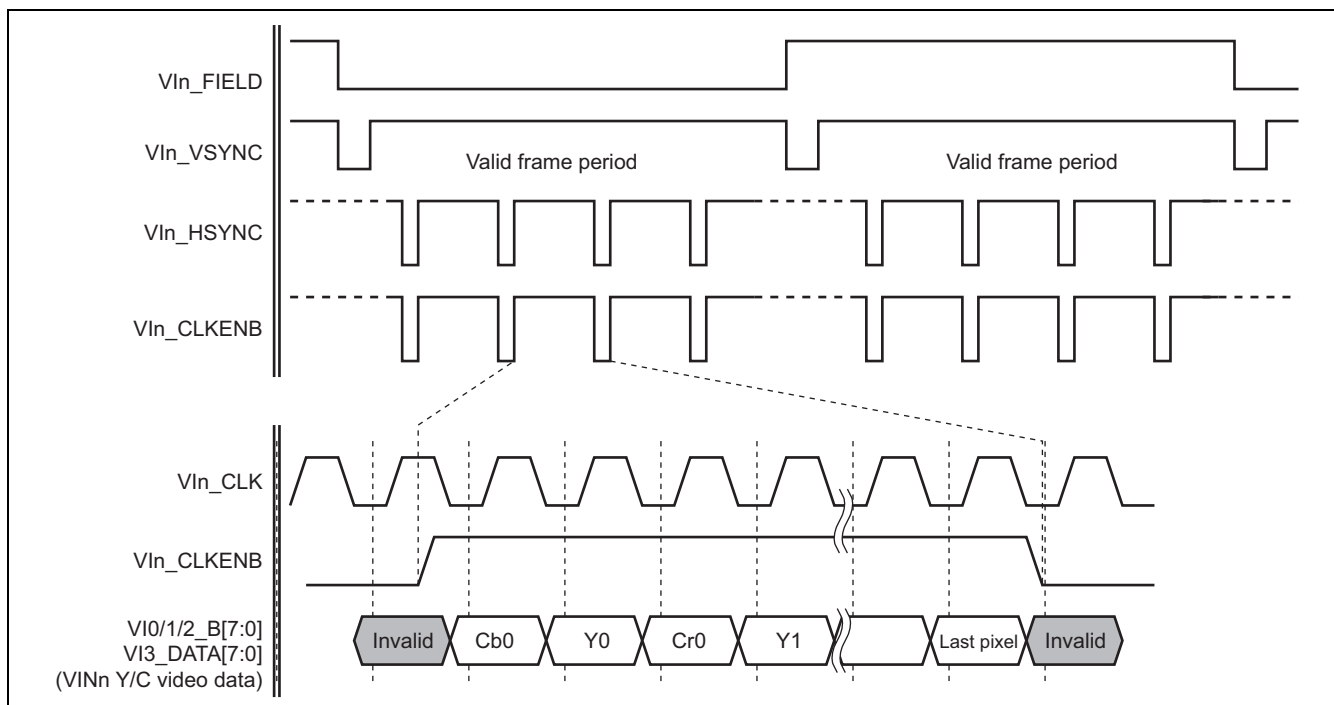 VIn_FIELD
VIn_VSYNC
Valid frame period
Valid frame period
VIn_HSYNC
VIn_CLKENB
VIn_CLK
VIn_CLKENB
VI0/1/2_B[7:0]
VI3_DATA[7:0]
(VINn Y/C video data)
Invalid
Cb0
Y0
Cr0
Y1
Last pixel
Invalid